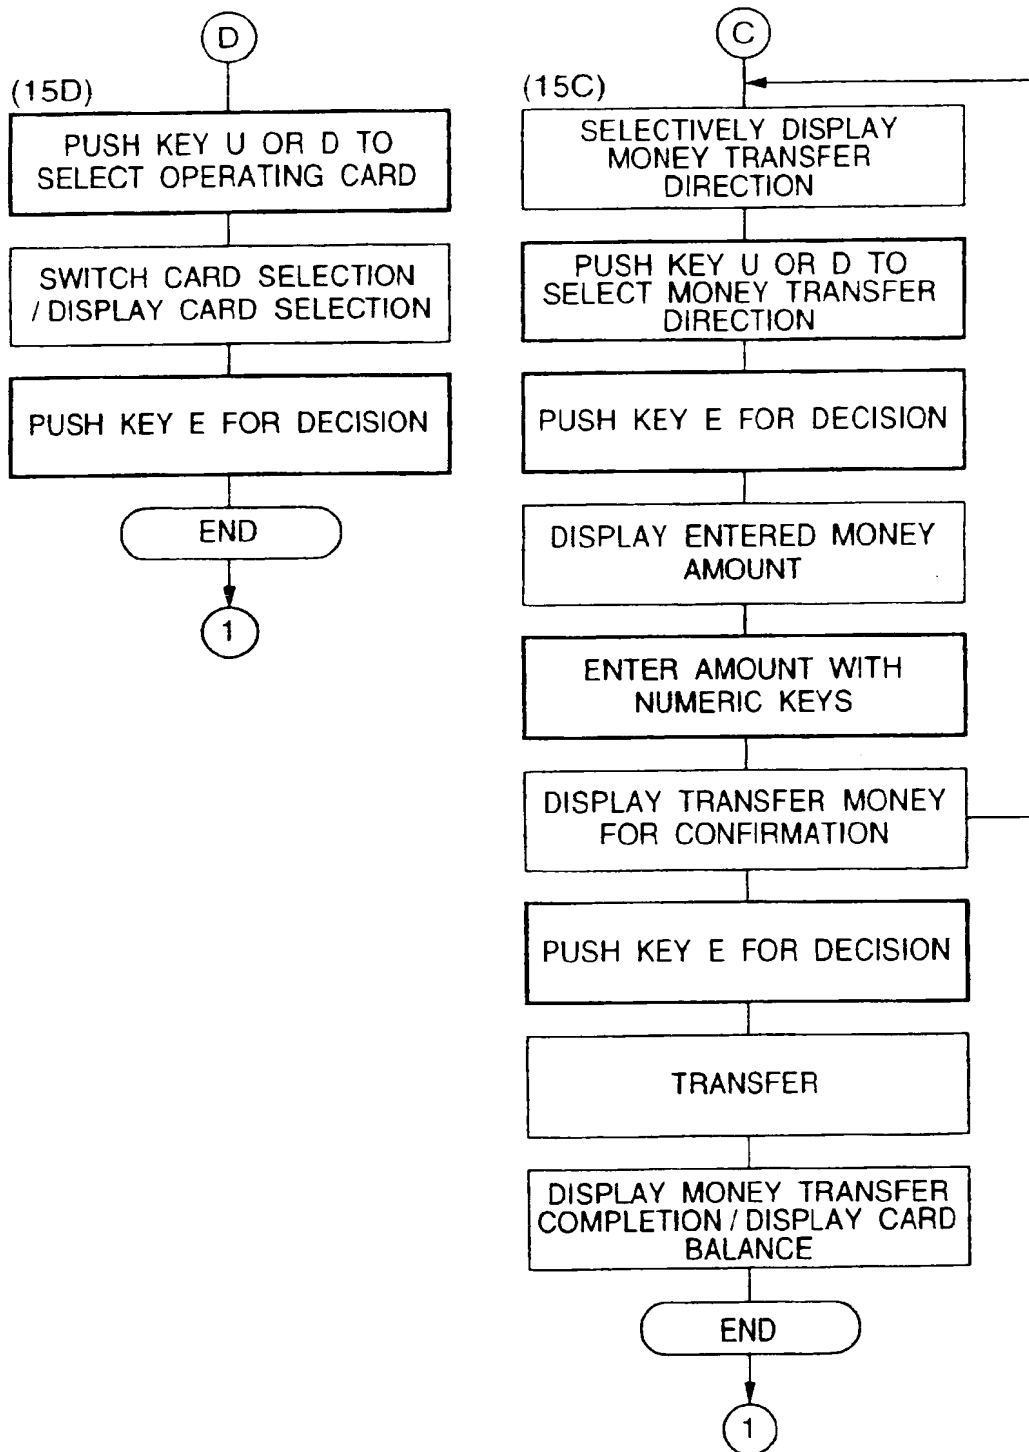 D
(15D)
PUSH KEY U OR D TO
SELECT OPERATING CARD
SWITCH CARD SELECTION
/ DISPLAY CARD SELECTION
PUSH KEY E FOR DECISION
END
1
C
(15C)
SELECTIVELY DISPLAY
MONEY TRANSFER
DIRECTION
PUSH KEY U OR D TO
SELECT MONEY TRANSFER
DIRECTION
PUSH KEY E FOR DECISION
DISPLAY ENTERED MONEY
AMOUNT
ENTER AMOUNT WITH
NUMERIC KEYS
DISPLAY TRANSFER MONEY
FOR CONFIRMATION
PUSH KEY E FOR DECISION
TRANSFER
DISPLAY MONEY TRANSFER
COMPLETION / DISPLAY CARD
BALANCE
END
1